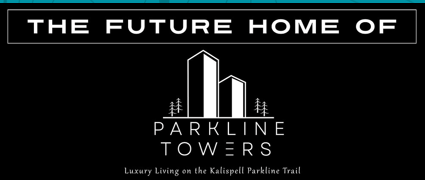 THE FUTURE HOME OF
PARKLINE
TOWERS
Luxury Living on the Kalispell Parkline Trail